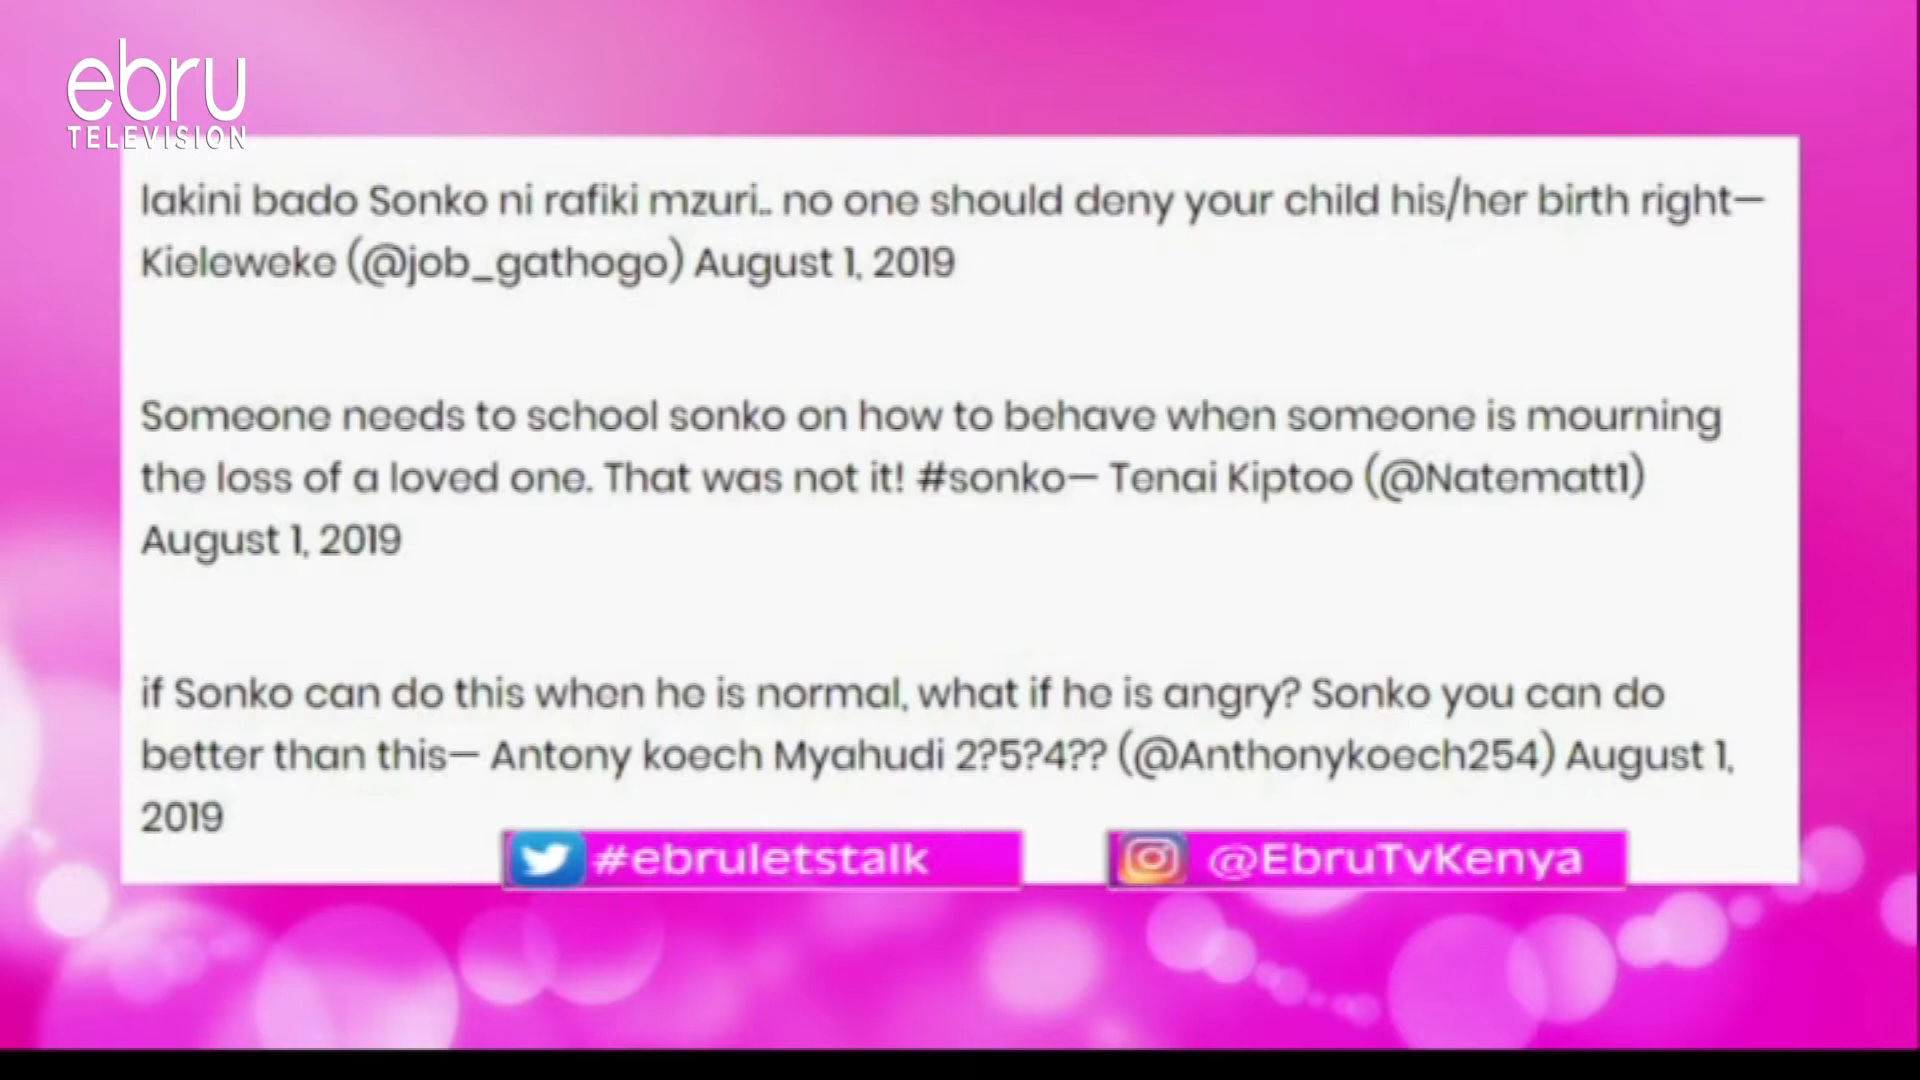 ebru
TELEVISION
lakini bado Sonko ni rafiki mzuri.. no one should deny your child his/her birth right—
Kieleweke (@job_gathogo) August 1, 2019
Someone needs to school sonko on how to behave when someone is mourning
the loss of a loved one. That was not it! #sonko— Tenai Kiptoo (@Natematt1)
August 1, 2019
if Sonko can do this when he is normal, what if he is angry? Sonko you can do
better than this— Antony koech Myahudi 2?5?4?? (@Anthonykoech254) August 1,
2019
#ebruletstalk
@EbruTvKenya